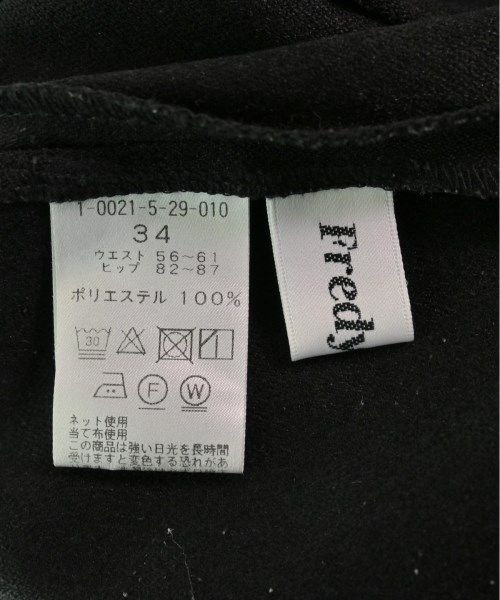 1-0021-5-29-010
34
ウエスト 56~61
ヒップ 82~87
ポリエステル 100%
30
F W
ネット使用
当て布使用
この商品は強い日光を長時間
受けますと変色する恐れがあ
Fredy